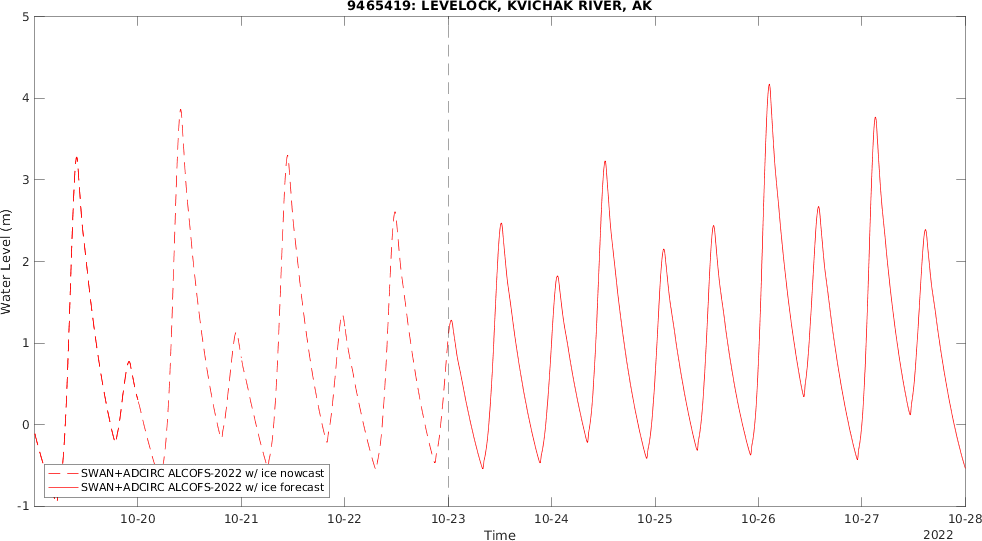 9465419: LEVELOCK, KVICHAK RIVER, AK
5
4
3
2
1
0
-1
Water Level (m)
SWAN+ADCIRC ALCOFS-2022 w/ ice nowcast
SWAN+ADCIRC ALCOFS-2022 w/ ice forecast
10-20 10-21 10-22 10-23 10-24 10-25 10-26 10-27 10-28
Time
2022